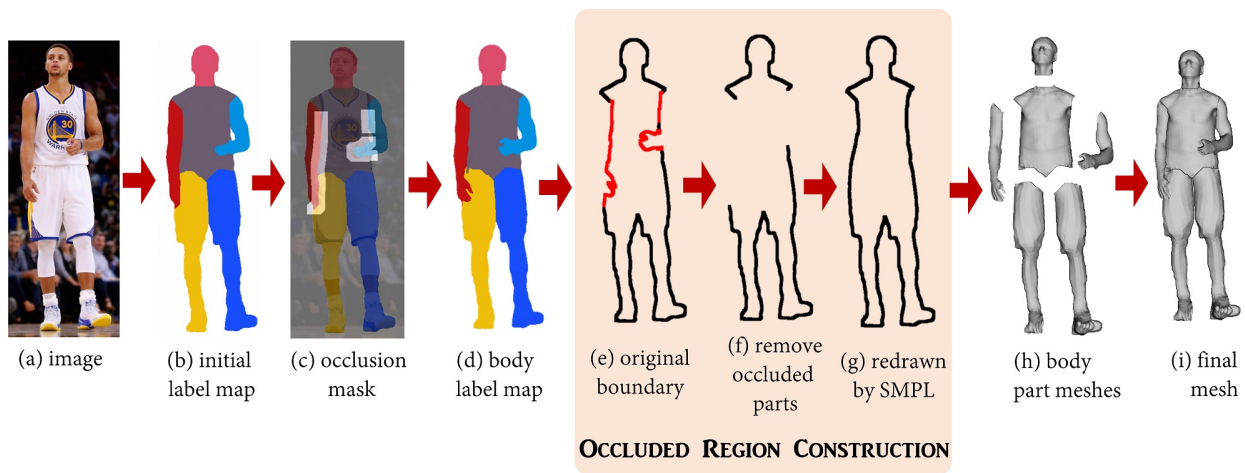 30
WARRIORS
(a) image
(b) initial
label map
(c) occlusion
mask
(d) body
label map
(e) original
boundary
(f) remove
occluded
parts
(g) redrawn
by SMPL
OCCLUDED REGION CONSTRUCTION
(h) body
part meshes
(i) final
mesh